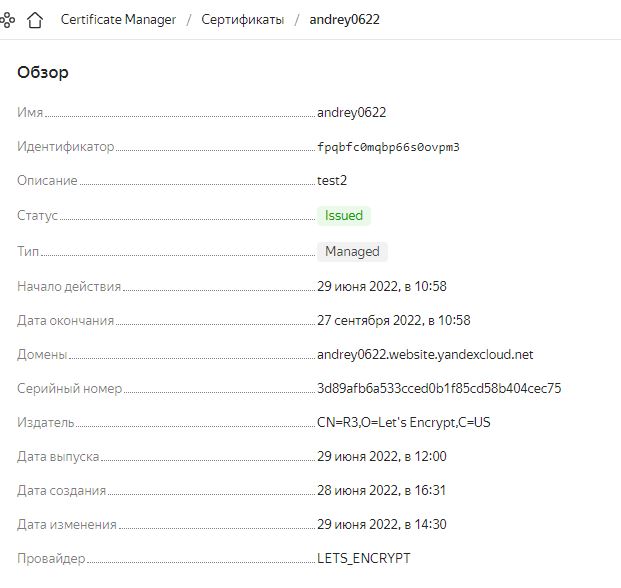 Certificate Manager / Сертификаты / andrey0622
Обзор
Имя andrey0622
Идентификатор fpqbfc0mqbp66s0ovpm3
Описание test2
Статус Issued
Тип Managed
Начало действия 29 июня 2022, в 10:58
Дата окончания 27 сентября 2022, в 10:58
Домены andrey0622.website.yandexcloud.net
Серийный номер 3d89afb6a533cced0b1f85cd58b404cec75
Издатель CN=R3,O=Let's Encrypt,C=US
Дата выпуска 29 июня 2022, в 12:00
Дата создания 28 июня 2022, в 16:31
Дата изменения 29 июня 2022, в 14:30
Провайдер LETS_ENCRYPT